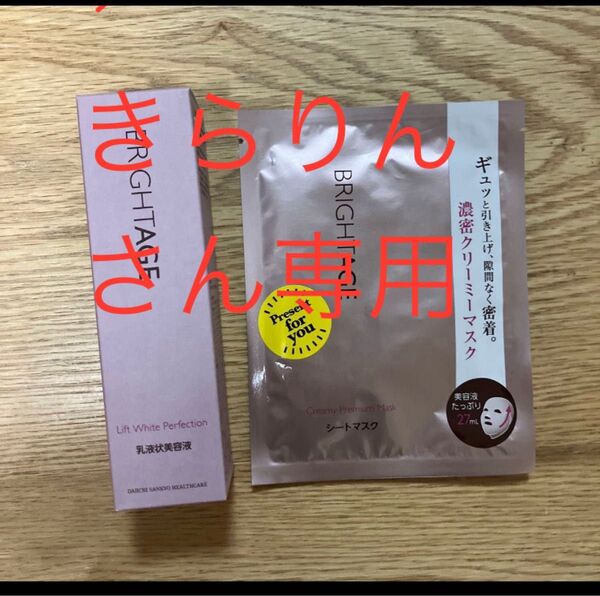 きらりん
さん専用
BRIGHTAGE
Lift White Perfection
乳液状美容液
DAIICHI SANKYO HEALTHCARE
BRIGHTAGE
Present
for
you
Creamy Premium Mask
シートマスク
ギュッと引き上げ、隙間なく密着。
濃密クリーミーマスク
美容液
たっぷり
27mL